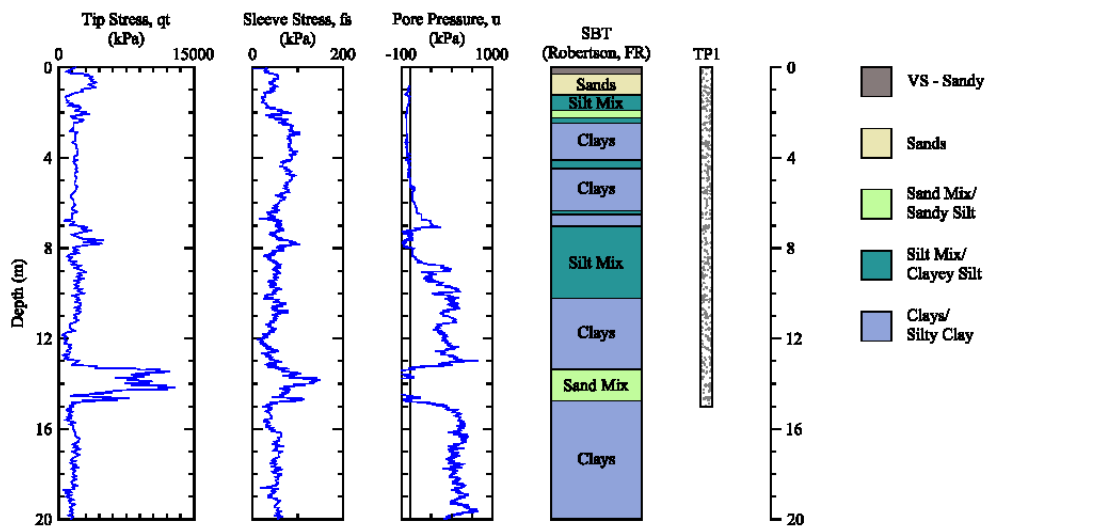 Tip Stress, qt
(kPa)
0 15000
Sleeve Stress, fs
(kPa)
0 200
Pore Pressure, u
(kPa)
-100 1000
SBT
(Robertson, FR)
TP1
Depth (m)
0
4
8
12
16
20
Sands
Silt Mix
Clays
Clays
Silt Mix
Clays
Sand Mix
Clays
0
4
8
12
16
20
VS - Sandy
Sands
Sand Mix/
Sandy Silt
Silt Mix/
Clayey Silt
Clays/
Silty Clay